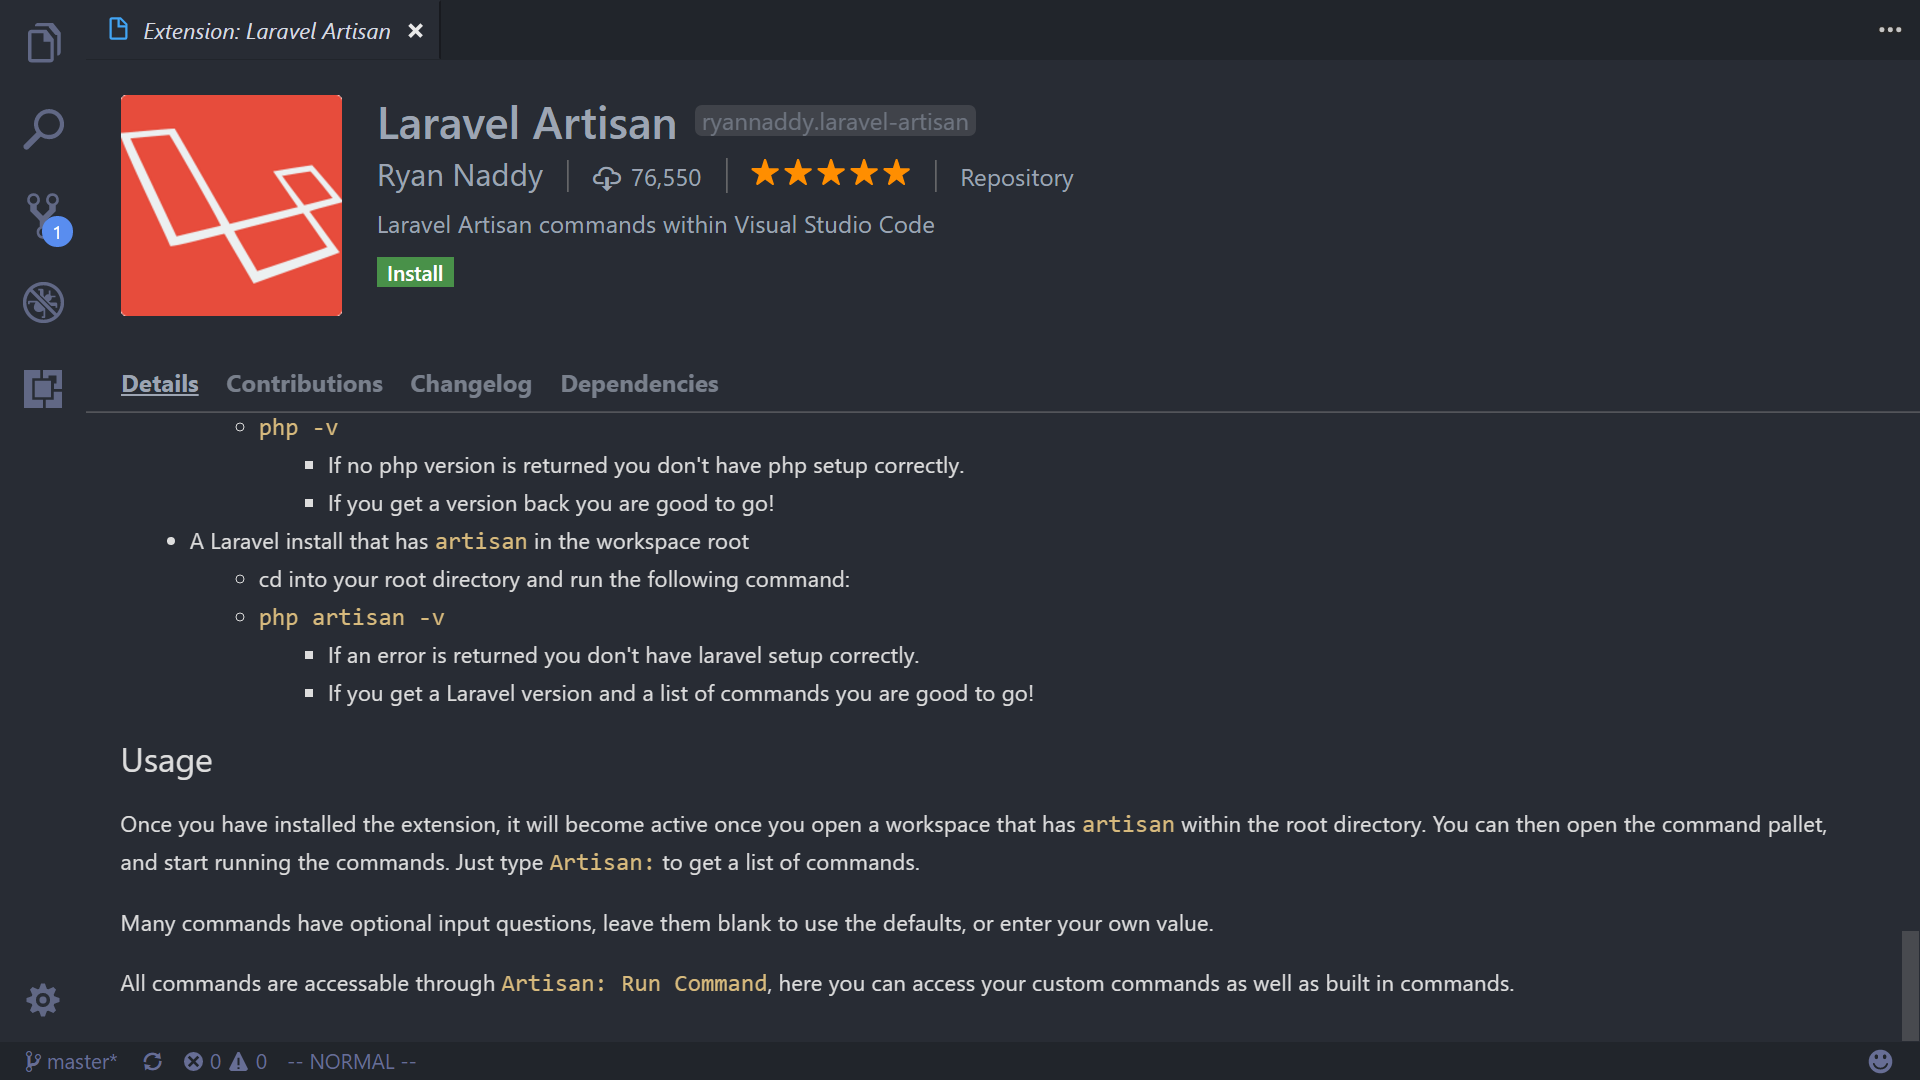 Extension: Laravel Artisan
Laravel Artisan ryannaddy.laravel-artisan
Ryan Naddy 76,550 Repository
Laravel Artisan commands within Visual Studio Code
Install
1
Details Contributions Changelog Dependencies
php -v
If no php version is returned you don't have php setup correctly.
If you get a version back you are good to go!
A Laravel install that has artisan in the workspace root
cd into your root directory and run the following command:
php artisan -v
If an error is returned you don't have laravel setup correctly.
If you get a Laravel version and a list of commands you are good to go!
Usage
Once you have installed the extension, it will become active once you open a workspace that has artisan within the root directory. You can then open the command pallet,
and start running the commands. Just type Artisan: to get a list of commands.
Many commands have optional input questions, leave them blank to use the defaults, or enter your own value.
All commands are accessable through Artisan: Run Command, here you can access your custom commands as well as built in commands.
master* 0 0 -- NORMAL --